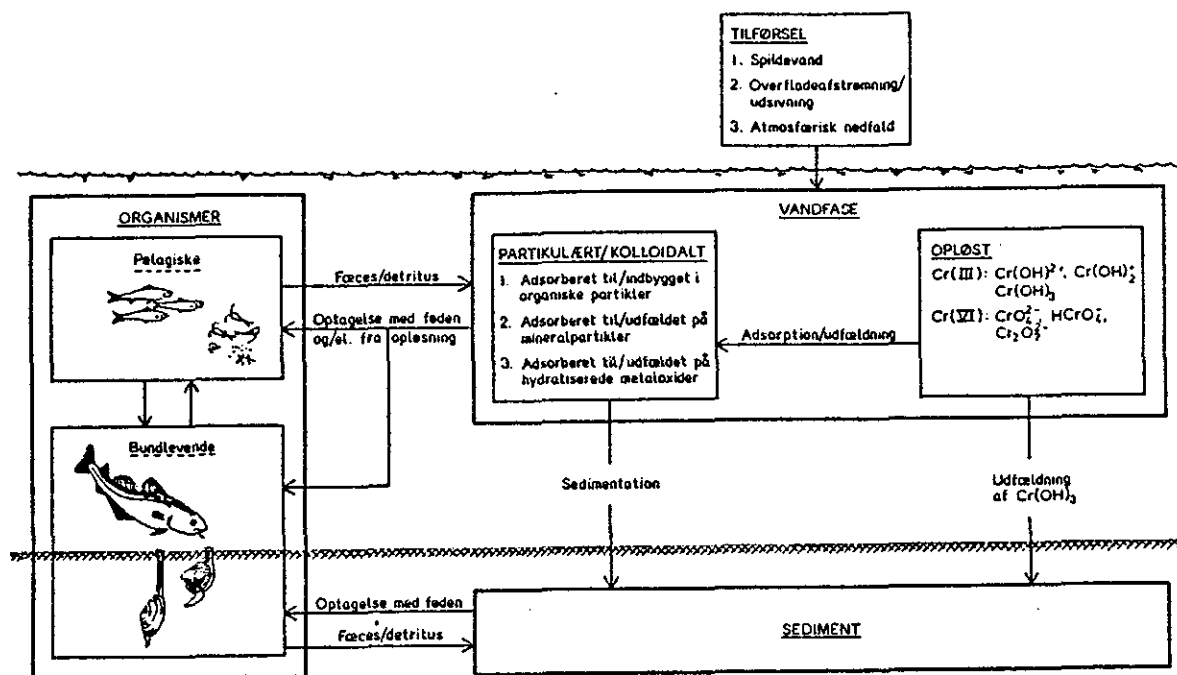 TILFØRSEL
1. Spildevand
2. Overfladeafstrømning/
udsivning
3. Atmosfærisk nedfald
ORGANISMER
Pelagiske
Fæces/detritus
Optagelse med føden
og/el. fra opløsning
Bundlevende
VANDFASE
PARTIKULÆRT/KOLLOIDALT
1. Adsorberet til/indbygget i
organiske partikler
2. Adsorberet til/udfældet på
mineralpartikler
3. Adsorberet til/udfældet på
hydratiserede metaloxider
Adsorption/udfældning
OPLØST
Cr(III): Cr(OH)²⁺, Cr(OH)₂⁺
Cr(OH)₃
Cr(VI): CrO₄²⁻, HCrO₄⁻,
Cr₂O₇²⁻
Sedimentation
Udfældning
af Cr(OH)₃
Optagelse med føden
Fæces/detritus
SEDIMENT